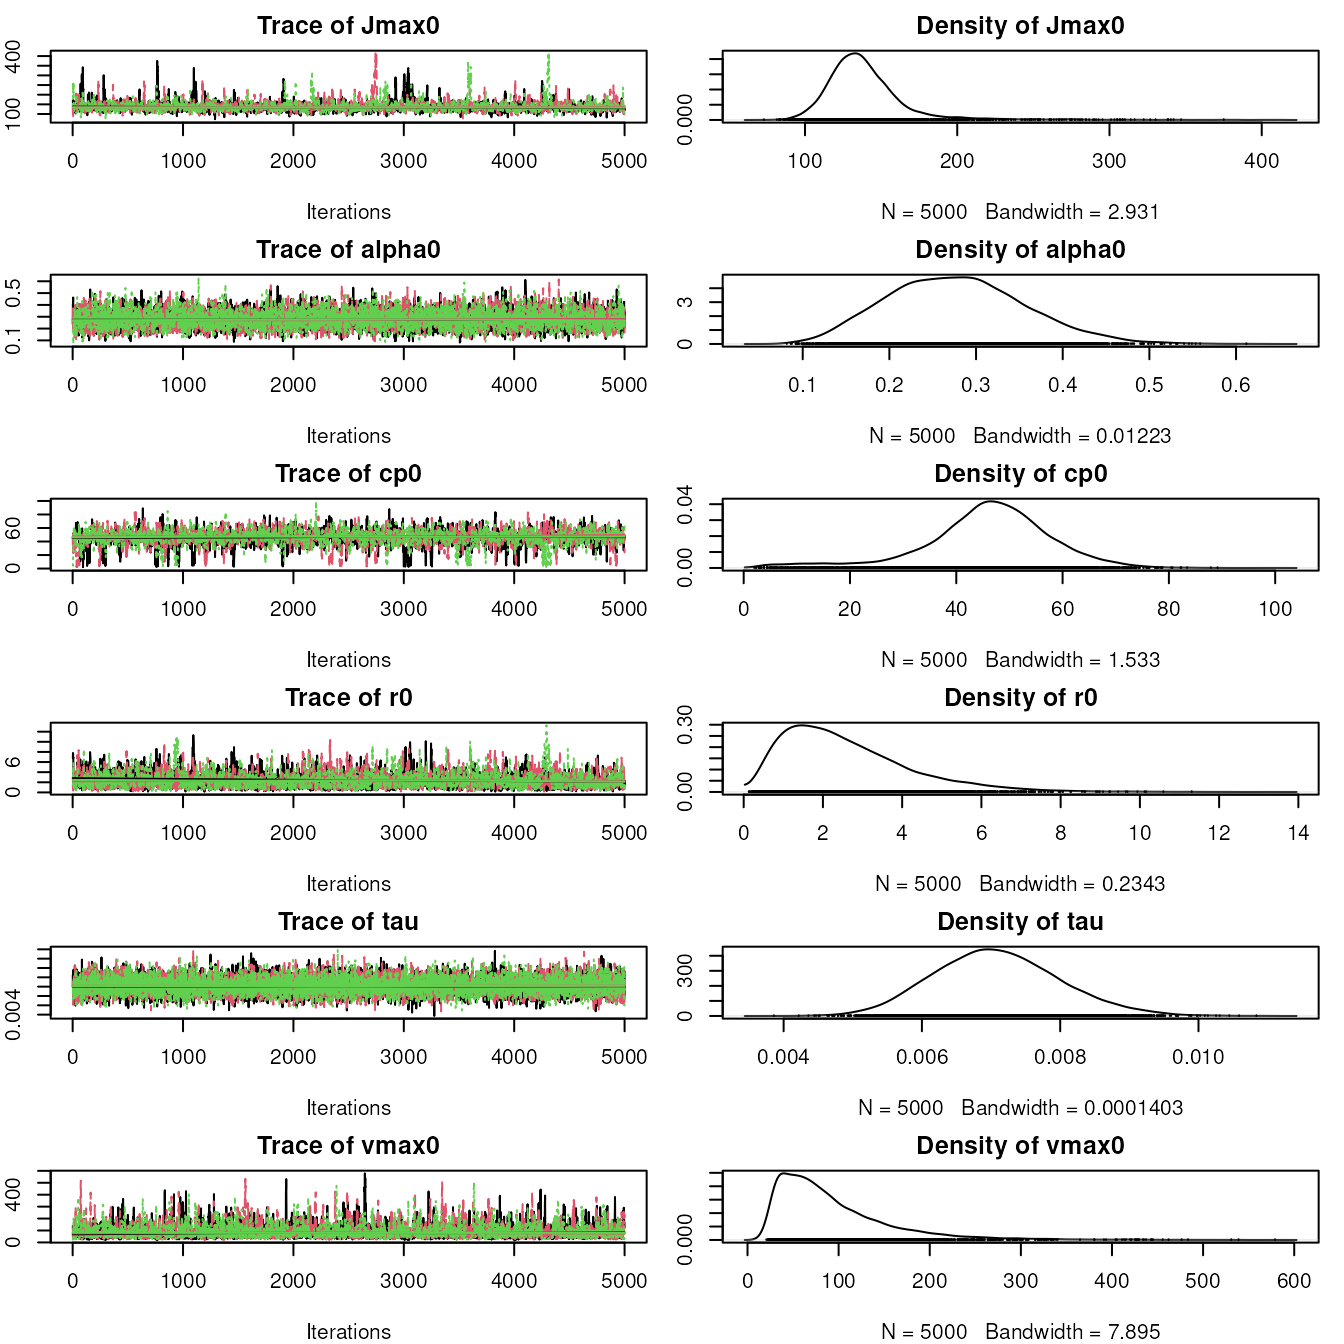 Trace of Jmax0
Density of Jmax0
100 400
0.000
0 1000 2000 3000 4000 5000
100 200 300 400
Iterations
N = 5000 Bandwidth = 2.931
Trace of alpha0
Density of alpha0
0.1 0.5
0 3
0 1000 2000 3000 4000 5000
0.1 0.2 0.3 0.4 0.5 0.6
Iterations
N = 5000 Bandwidth = 0.01223
Trace of cp0
Density of cp0
0 60
0.00 0.04
0 1000 2000 3000 4000 5000
0 20 40 60 80 100
Iterations
N = 5000 Bandwidth = 1.533
Trace of r0
Density of r0
0 6
0.00 0.30
0 1000 2000 3000 4000 5000
0 2 4 6 8 10 12 14
Iterations
N = 5000 Bandwidth = 0.2343
Trace of tau
Density of tau
0.004
0 300
0 1000 2000 3000 4000 5000
0.004 0.006 0.008 0.010
Iterations
N = 5000 Bandwidth = 0.0001403
Trace of vmax0
Density of vmax0
0 400
0.000
0 1000 2000 3000 4000 5000
0 100 200 300 400 500 600
Iterations
N = 5000 Bandwidth = 7.895